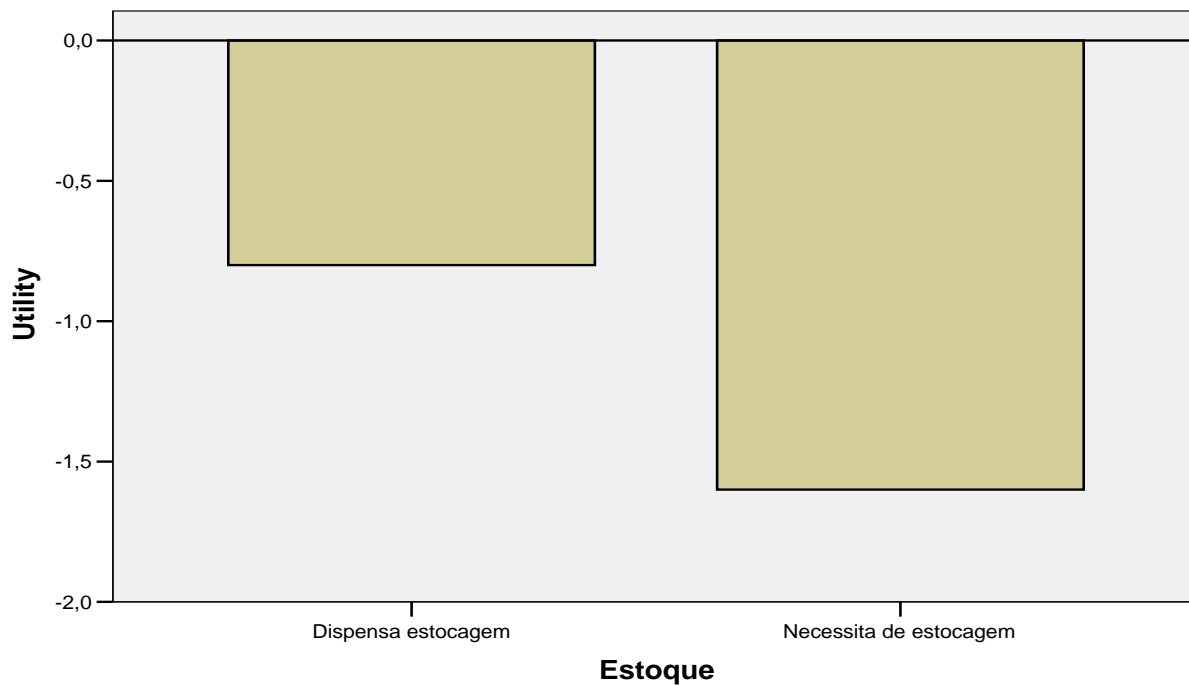 0,0
-0,5
-1,0
-1,5
-2,0
Utility
Dispensa estocagem
Necessita de estocagem
Estoque